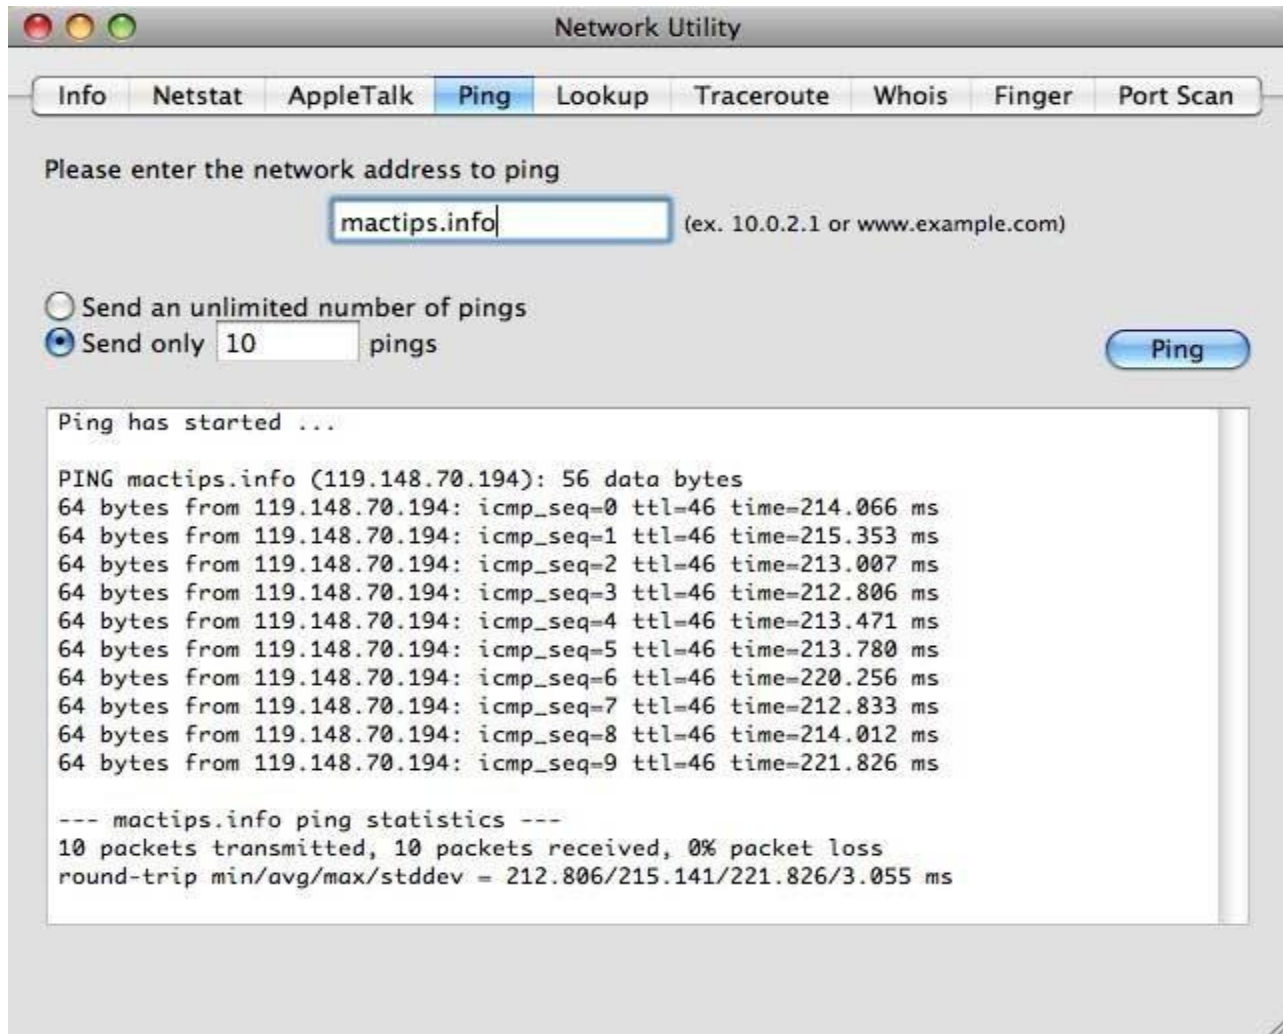 Network Utility
Info Netstat AppleTalk Ping Lookup Traceroute Whois Finger Port Scan
Please enter the network address to ping
mactips.info (ex. 10.0.2.1 or www.example.com)
Send an unlimited number of pings
Send only 10 pings
Ping
Ping has started ...
PING mactips.info (119.148.70.194): 56 data bytes
64 bytes from 119.148.70.194: icmp_seq=0 ttl=46 time=214.066 ms
64 bytes from 119.148.70.194: icmp_seq=1 ttl=46 time=215.353 ms
64 bytes from 119.148.70.194: icmp_seq=2 ttl=46 time=213.007 ms
64 bytes from 119.148.70.194: icmp_seq=3 ttl=46 time=212.806 ms
64 bytes from 119.148.70.194: icmp_seq=4 ttl=46 time=213.471 ms
64 bytes from 119.148.70.194: icmp_seq=5 ttl=46 time=213.780 ms
64 bytes from 119.148.70.194: icmp_seq=6 ttl=46 time=220.256 ms
64 bytes from 119.148.70.194: icmp_seq=7 ttl=46 time=212.833 ms
64 bytes from 119.148.70.194: icmp_seq=8 ttl=46 time=214.012 ms
64 bytes from 119.148.70.194: icmp_seq=9 ttl=46 time=221.826 ms
--- mactips.info ping statistics ---
10 packets transmitted, 10 packets received, 0% packet loss
round-trip min/avg/max/stddev = 212.806/215.141/221.826/3.055 ms